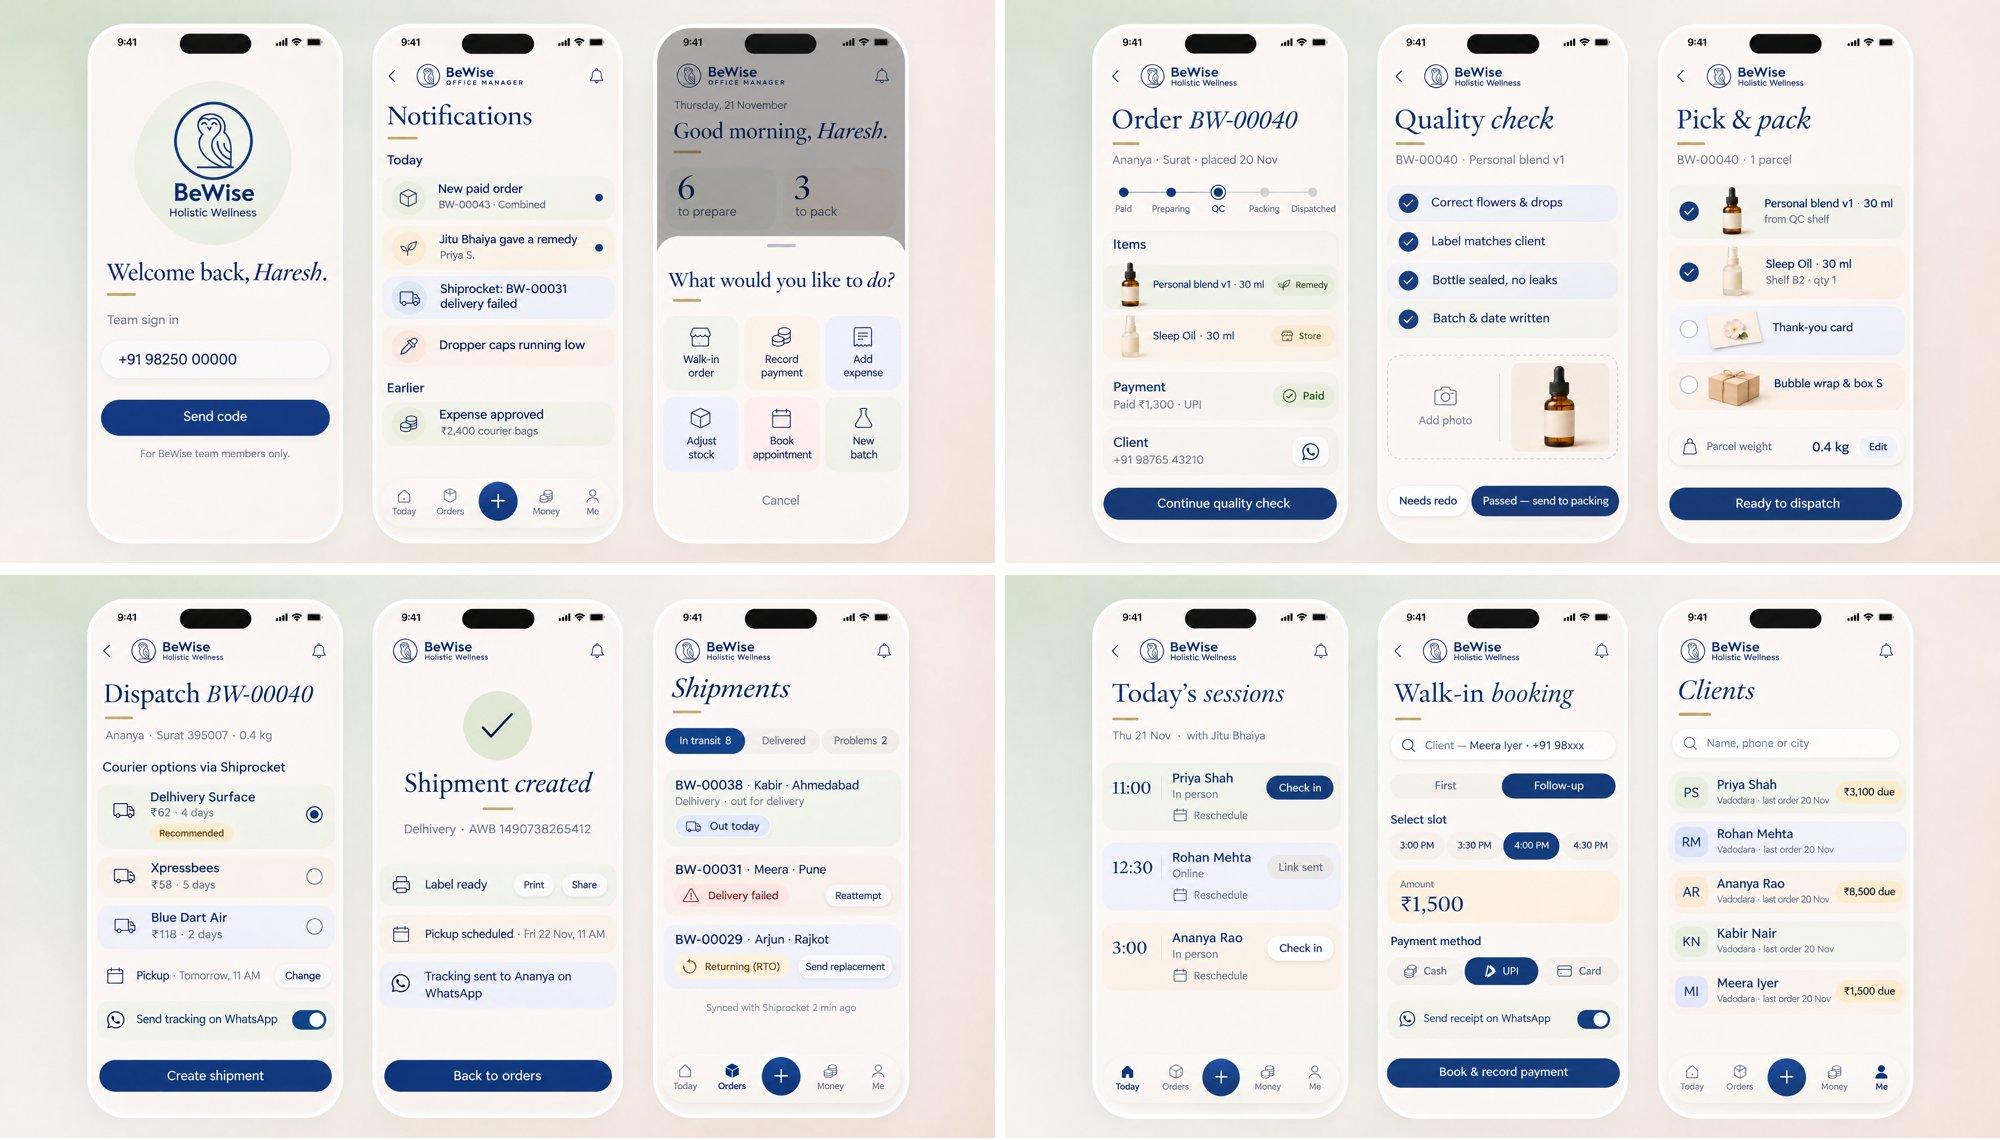 9:41
BeWise
Holistic Wellness
Welcome back, Haresh.
Team sign in
+91 98250 00000
Send code
For BeWise team members only.
9:41
BeWise
OFFICE MANAGER
Notifications
Today
New paid order
BW-00043 · Combined
Jitu Bhaiya gave a remedy
Priya S.
Shiprocket: BW-00031
delivery failed
Dropper caps running low
Earlier
Expense approved
₹2,400 courier bags
Today
Orders
Money
Me
9:41
BeWise
OFFICE MANAGER
Thursday, 21 November
Good morning, Haresh.
6
to prepare
3
to pack
What would you like to do?
Walk-in
order
Record
payment
Add
expense
Adjust
stock
Book
appointment
New
batch
Cancel
9:41
BeWise
Holistic Wellness
Order BW-00040
Ananya · Surat · placed 20 Nov
Paid
Preparing
QC
Packing
Dispatched
Items
Personal blend v1 · 30 ml
Remedy
Sleep Oil · 30 ml
Store
Payment
Paid ₹1,300 · UPI
Paid
Client
+91 98765 43210
Continue quality check
9:41
BeWise
Holistic Wellness
Quality check
BW-00040 · Personal blend v1
Correct flowers & drops
Label matches client
Bottle sealed, no leaks
Batch & date written
Add photo
Needs redo
Passed — send to packing
9:41
BeWise
Holistic Wellness
Pick & pack
BW-00040 · 1 parcel
Personal blend v1 · 30 ml
from QC shelf
Sleep Oil · 30 ml
Shelf B2 · qty 1
Thank-you card
Bubble wrap & box S
Parcel weight
0.4 kg
Edit
Ready to dispatch
9:41
BeWise
Holistic Wellness
Dispatch BW-00040
Ananya · Surat 395007 · 0.4 kg
Courier options via Shiprocket
Delhivery Surface
₹62 · 4 days
Recommended
Xpressbees
₹58 · 5 days
Blue Dart Air
₹118 · 2 days
Pickup · Tomorrow, 11 AM
Change
Send tracking on WhatsApp
Create shipment
9:41
BeWise
Holistic Wellness
Shipment created
Delhivery · AWB 1490738265412
Label ready
Print
Share
Pickup scheduled · Fri 22 Nov, 11 AM
Tracking sent to Ananya on
WhatsApp
Back to orders
9:41
BeWise
Holistic Wellness
Shipments
In transit 8
Delivered
Problems 2
BW-00038 · Kabir · Ahmedabad
Delhivery · out for delivery
Out today
BW-00031 · Meera · Pune
Delivery failed
Reattempt
BW-00029 · Arjun · Rajkot
Returning (RTO)
Send replacement
Synced with Shiprocket 2 min ago
Today
Orders
Money
Me
9:41
BeWise
Holistic Wellness
Today's sessions
Thu 21 Nov · with Jitu Bhaiya
11:00
Priya Shah
In person
Reschedule
Check in
12:30
Rohan Mehta
Online
Reschedule
Link sent
3:00
Ananya Rao
In person
Reschedule
Check in
Today
Orders
Money
Me
9:41
BeWise
Holistic Wellness
Walk-in booking
Client — Meera Iyer · +91 98xxx
First
Follow-up
Select slot
3:00 PM
3:30 PM
4:00 PM
4:30 PM
Amount
₹1,500
Payment method
Cash
UPI
Card
Send receipt on WhatsApp
Book & record payment
9:41
BeWise
Holistic Wellness
Clients
Name, phone or city
PS
Priya Shah
Vadodara · last order 20 Nov
₹3,100 due
RM
Rohan Mehta
Vadodara · last order 20 Nov
AR
Ananya Rao
Vadodara · last order 20 Nov
₹8,500 due
KN
Kabir Nair
Vadodara · last order 20 Nov
MI
Meera Iyer
Vadodara · last order 20 Nov
₹1,500 due
Today
Orders
Money
Me